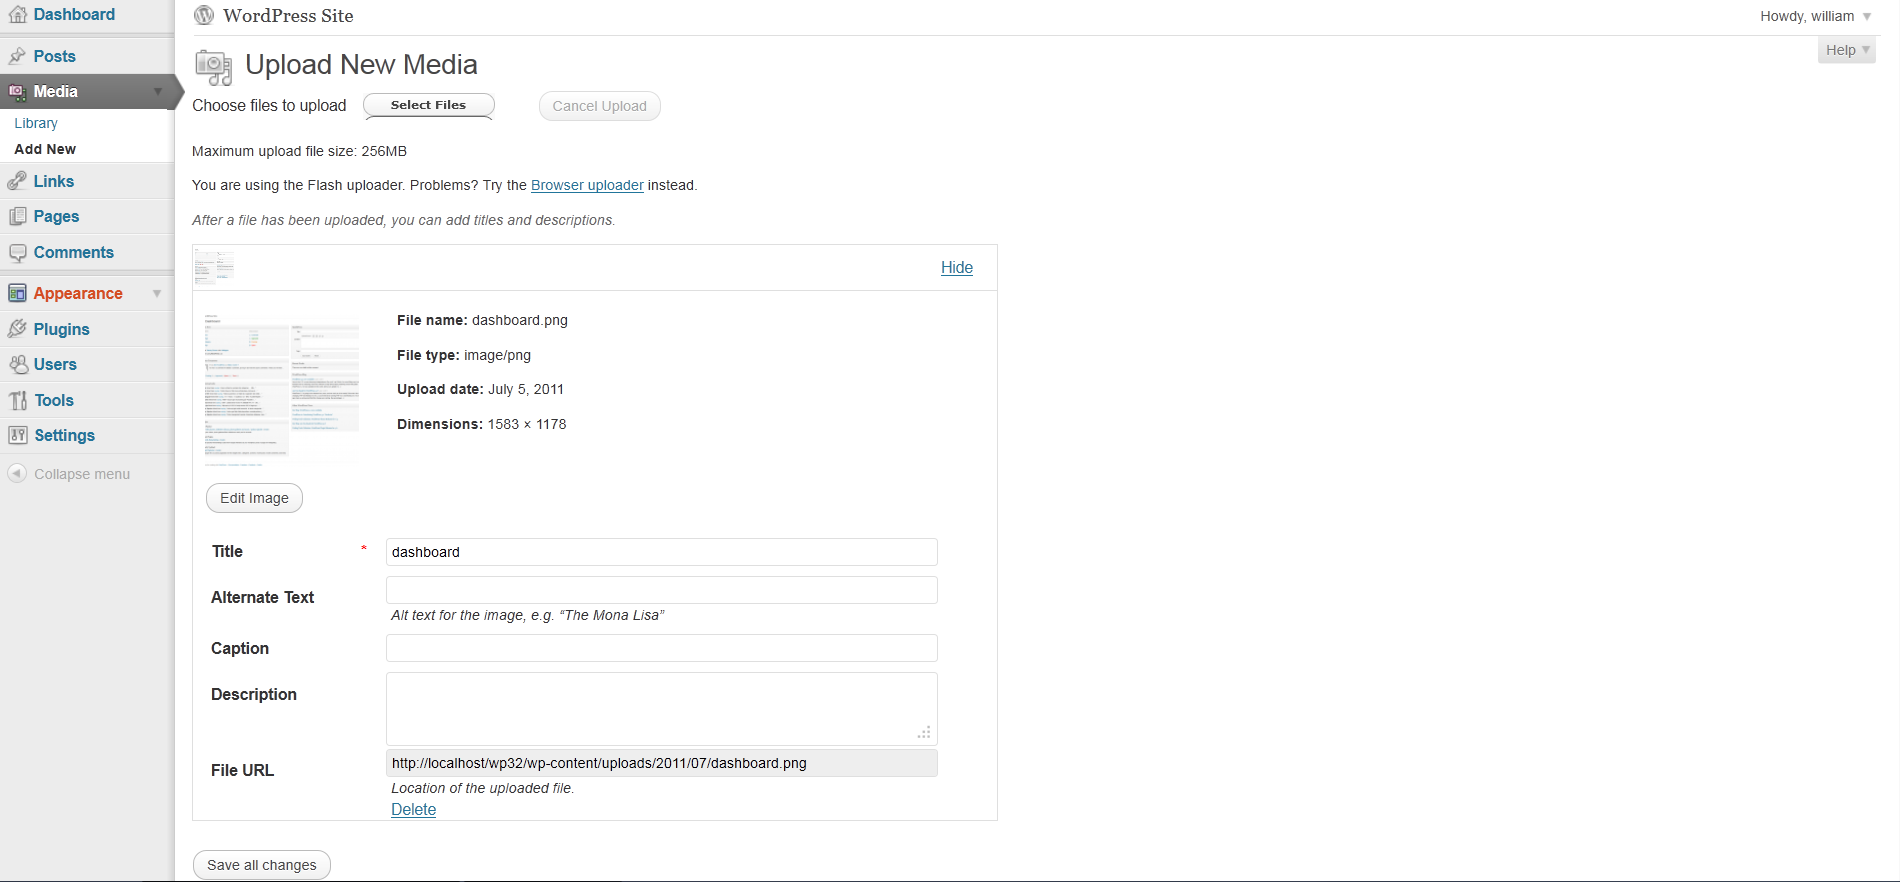 Dashboard
Posts
Media
Library
Add New
Links
Pages
Comments
Appearance
Plugins
Users
Tools
Settings
Collapse menu
WordPress Site
Howdy, william
Help
Upload New Media
Choose files to upload Select Files Cancel Upload
Maximum upload file size: 256MB
You are using the Flash uploader. Problems? Try the Browser uploader instead.
After a file has been uploaded, you can add titles and descriptions.
Hide
File name: dashboard.png
File type: image/png
Upload date: July 5, 2011
Dimensions: 1583 × 1178
Edit Image
Title * dashboard
Alternate Text
Alt text for the image, e.g. “The Mona Lisa”
Caption
Description
File URL http://localhost/wp32/wp-content/uploads/2011/07/dashboard.png
Location of the uploaded file.
Delete
Save all changes